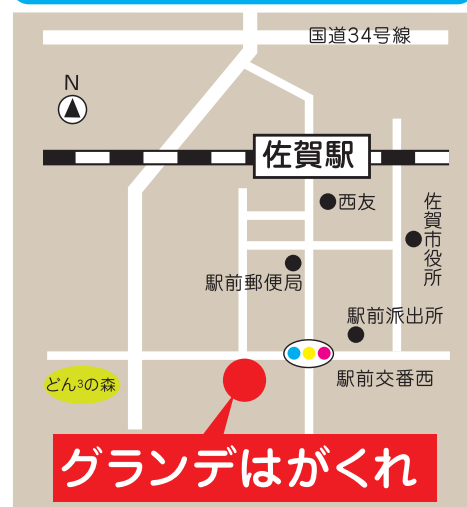 国道34号線
N
佐賀駅
西友
佐賀市役所
駅前郵便局
駅前派出所
どん3の森
駅前交番西
グランデはがくれ